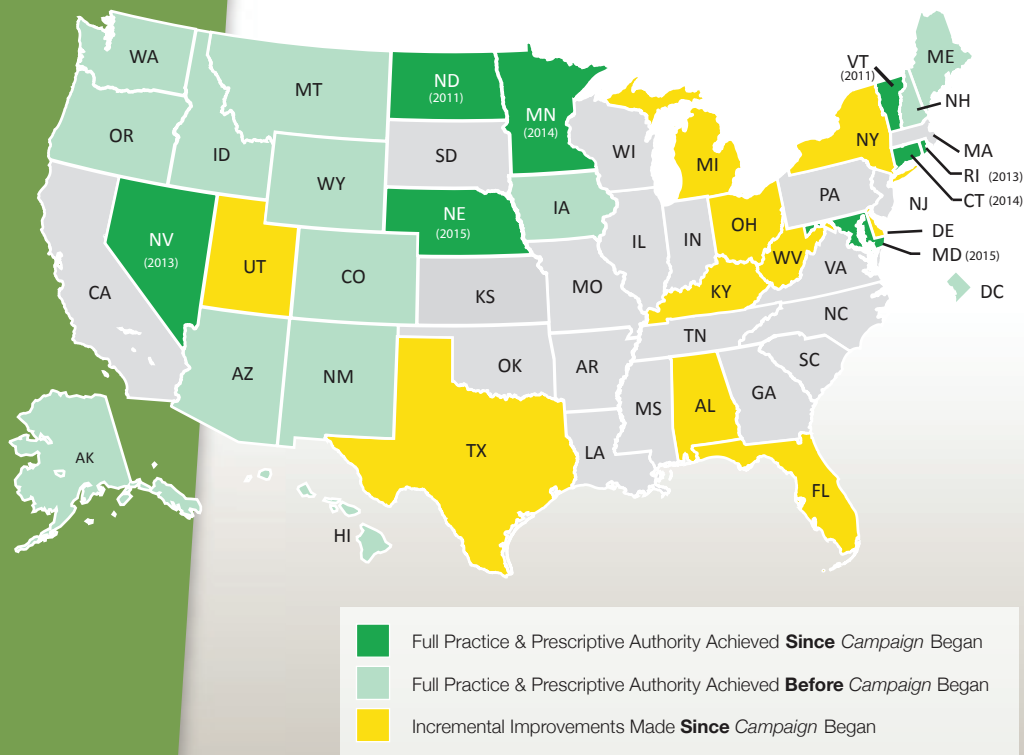 WA
MT
ND
(2011)
MN
(2014)
VT
(2011)
ME
NH
OR
ID
WY
SD
WI
MI
NY
MA
RI (2013)
CT (2014)
NJ
NV
(2013)
NE
(2015)
IA
PA
OH
DE
MD (2015)
DC
CA
UT
CO
KS
MO
IL
IN
WV
VA
KY
NC
AZ
NM
OK
AR
TN
SC
MS
AL
GA
TX
LA
FL
AK
HI
Full Practice & Prescriptive Authority Achieved Since Campaign Began
Full Practice & Prescriptive Authority Achieved Before Campaign Began
Incremental Improvements Made Since Campaign Began